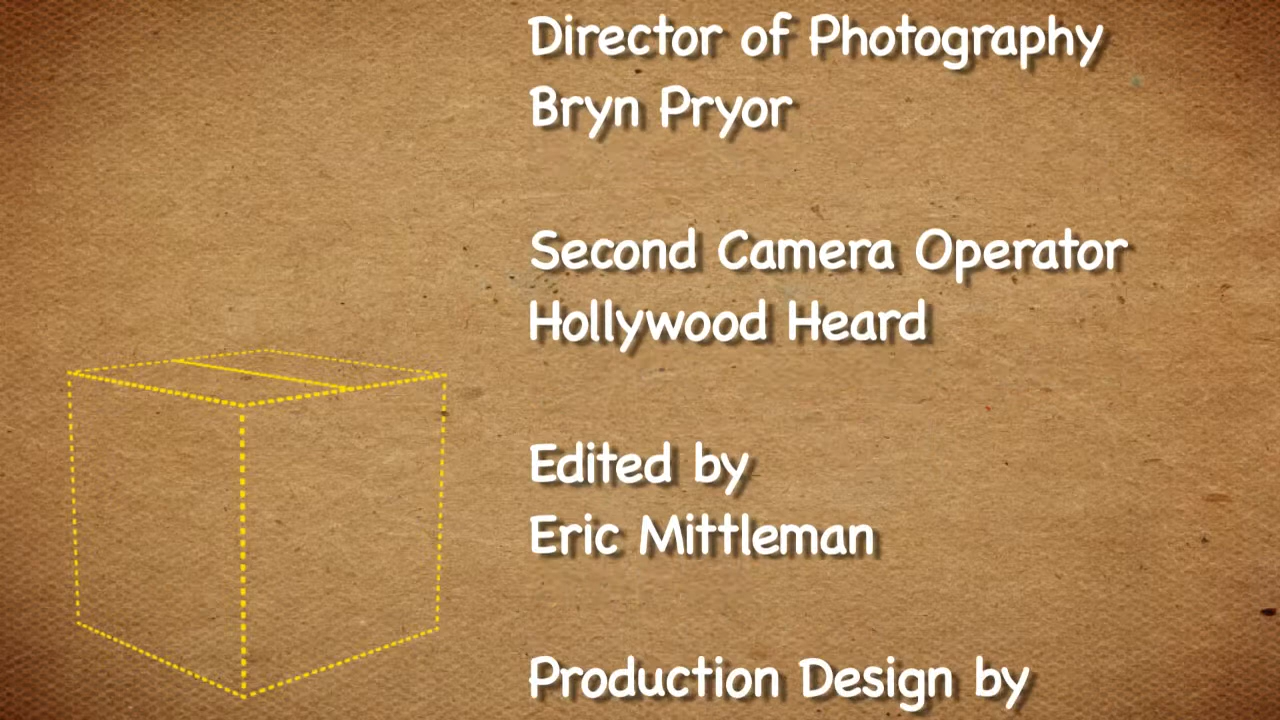 Director of Photography
Bryn Pryor
Second Camera Operator
Hollywood Heard
Edited by
Eric Mittleman
Production Design by